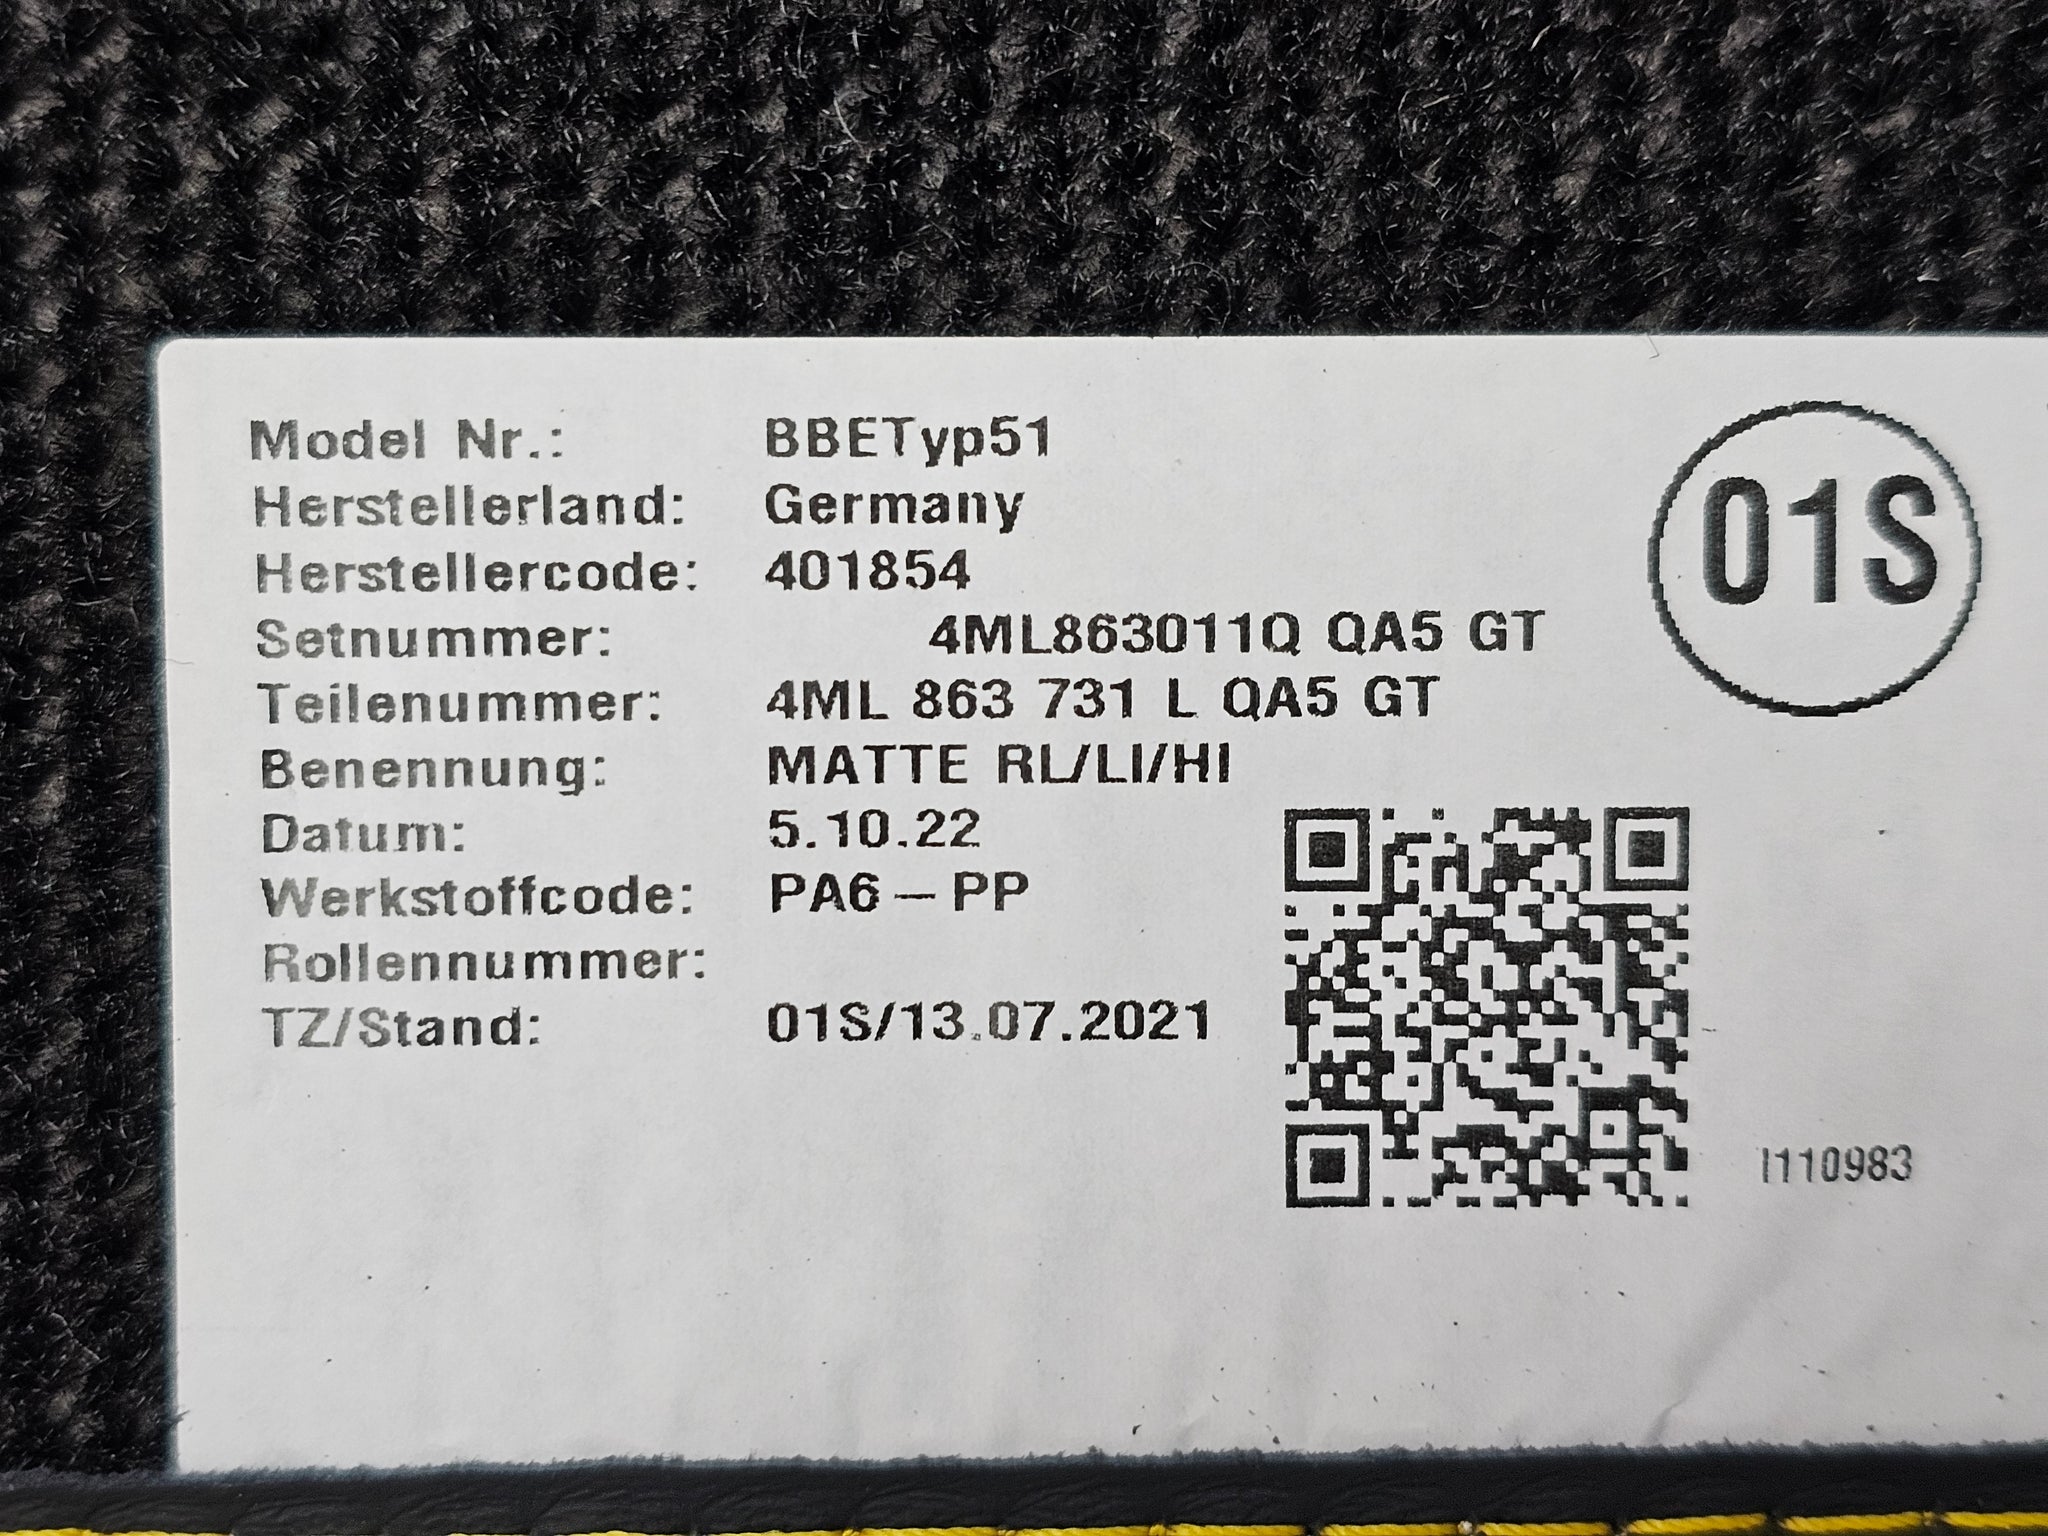 Model Nr.: BBETyp51
Herstellerland: Germany
Herstellercode: 401854
Setnummer: 4ML863011Q QA5 GT
Teilenummer: 4ML 863 731 L QA5 GT
Benennung: MATTE RL/LI/HI
Datum: 5.10.22
Werkstoffcode: PA6 – PP
Rollennummer:
TZ/Stand: 01S/13.07.2021
01S
I110983